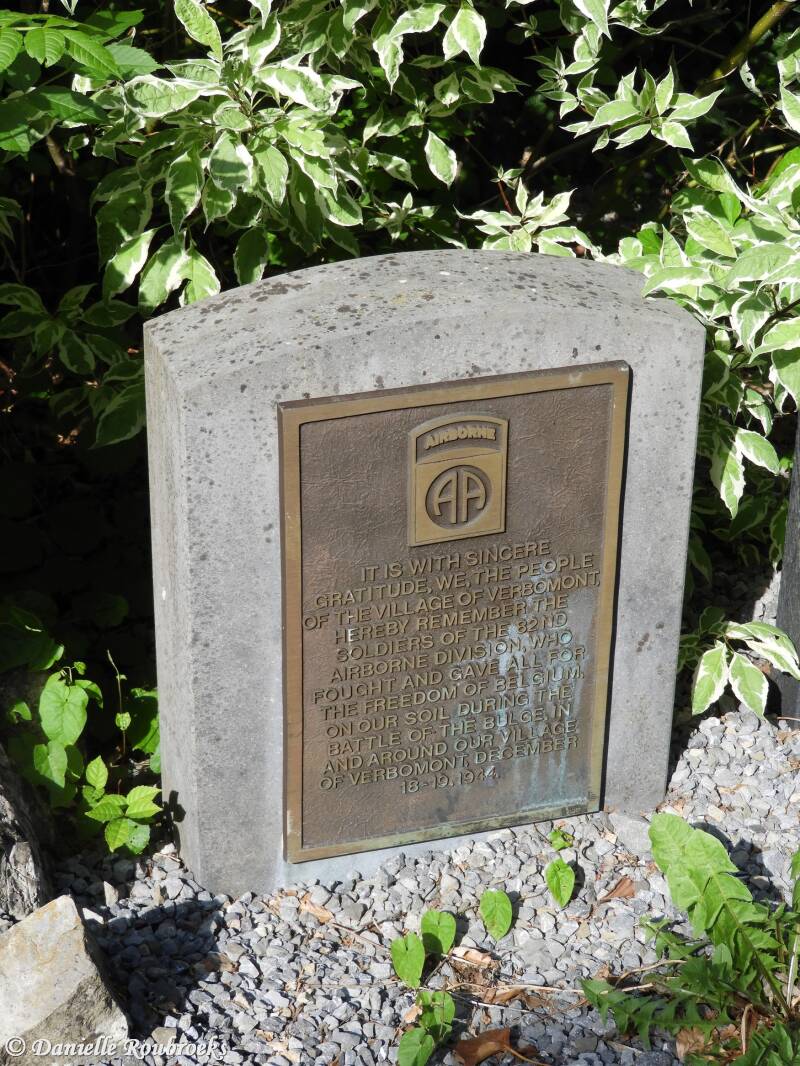 AIRBORNE
AA
IT IS WITH SINCERE
GRATITUDE, WE, THE PEOPLE
OF THE VILLAGE OF VERBOMONT,
HEREBY REMEMBER THE
SOLDIERS OF THE 82ND
AIRBORNE DIVISION, WHO
FOUGHT AND GAVE ALL FOR
THE FREEDOM OF BELGIUM,
ON OUR SOIL DURING THE
BATTLE OF THE BULGE, IN
AND AROUND OUR VILLAGE
OF VERBOMONT, DECEMBER
18-19, 1944.
© Danielle Roubroeks